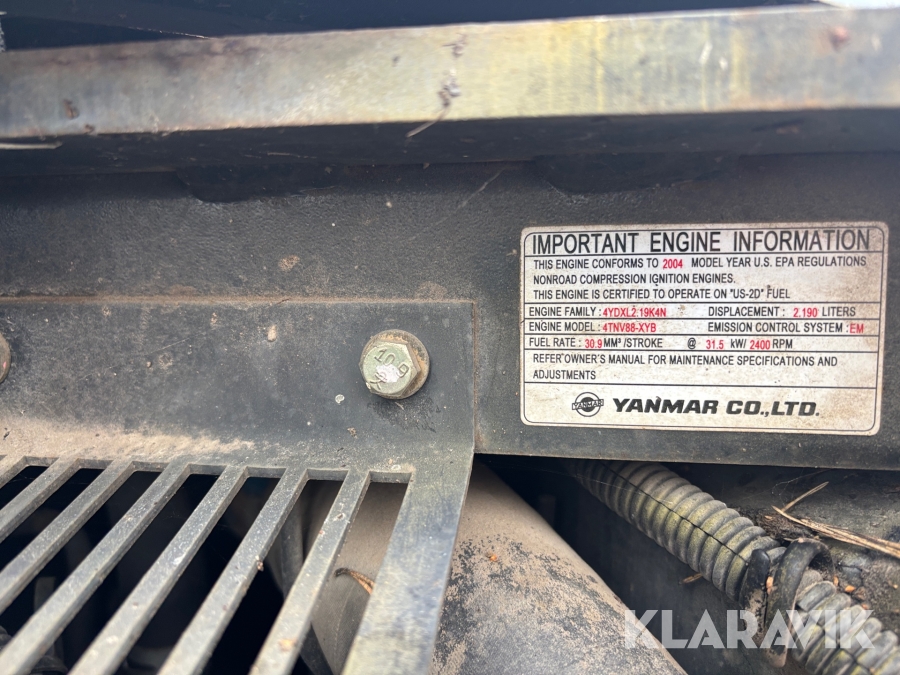 IMPORTANT ENGINE INFORMATION
THIS ENGINE CONFORMS TO 2004 MODEL YEAR U.S. EPA REGULATIONS
NONROAD COMPRESSION IGNITION ENGINES.
THIS ENGINE IS CERTIFIED TO OPERATE ON "US-2D" FUEL
ENGINE FAMILY : 4YDXL2.19K4N DISPLACEMENT : 2.190 LITERS
ENGINE MODEL : 4TNV88-XYB EMISSION CONTROL SYSTEM : EM
FUEL RATE : 30.9 MM³ /STROKE @ 31.5 kW/ 2400 RPM
REFER OWNER'S MANUAL FOR MAINTENANCE SPECIFICATIONS AND
ADJUSTMENTS
YANMAR YANMAR CO.,LTD.
KLARAVIK